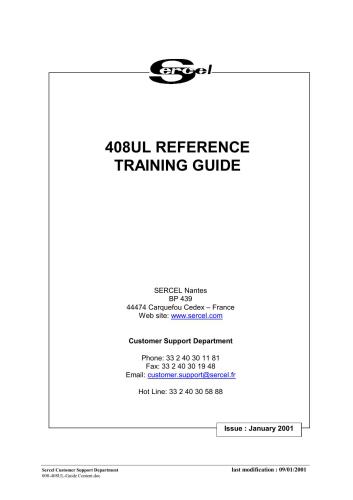 Sercel
408UL REFERENCE
TRAINING GUIDE
SERCEL Nantes
BP 439
44474 Carquefou Cedex – France
Web site: www.sercel.com
Customer Support Department
Phone: 33 2 40 30 11 81
Fax: 33 2 40 30 19 48
Email: customer.support@sercel.fr
Hot Line: 33 2 40 30 58 88
Issue : January 2001
Sercel Customer Support Department
last modification : 09/01/2001
000-408UL-Guide Content.doc